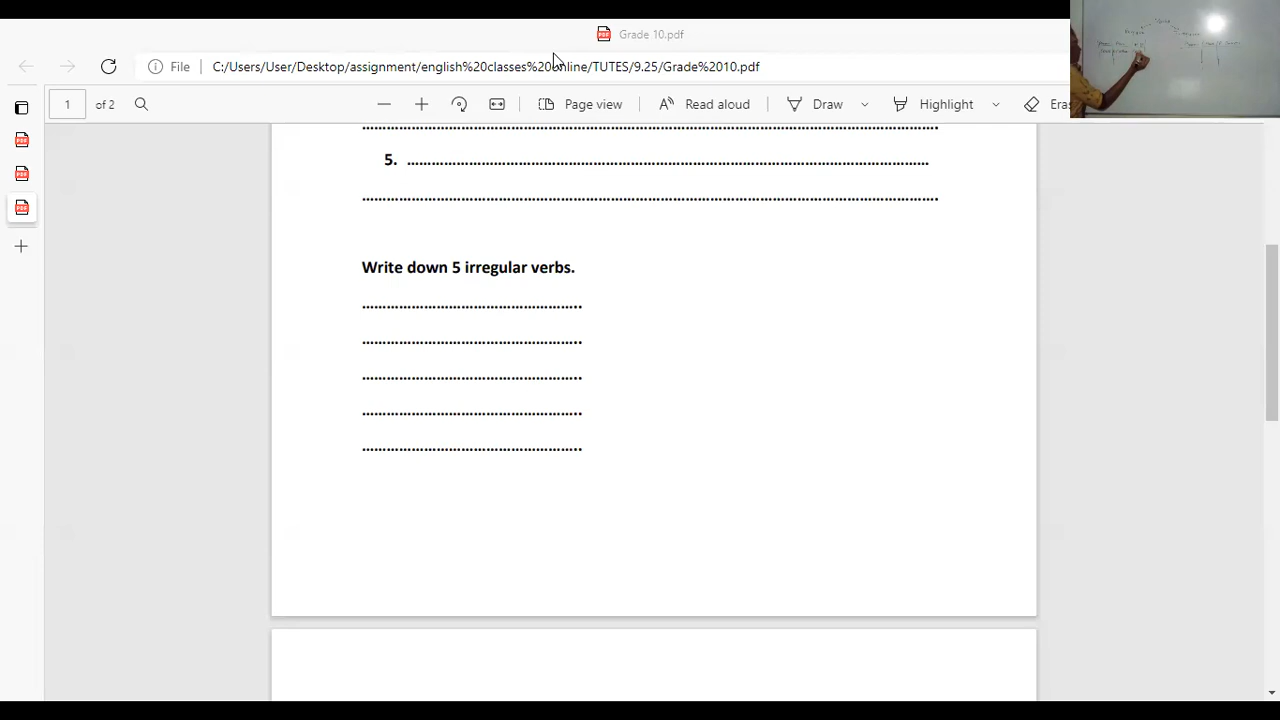 Grade 10.pdf
File
C:/Users/User/Desktop/assignment/english%20classes%20online/TUTES/9.25/Grade%2010.pdf
1 of 2
Page view
Read aloud
Draw
Highlight
Eras
5. ………………………………………………………………………………………………………………
Write down 5 irregular verbs.
……………………………………………..
……………………………………………..
……………………………………………..
……………………………………………..
……………………………………………..